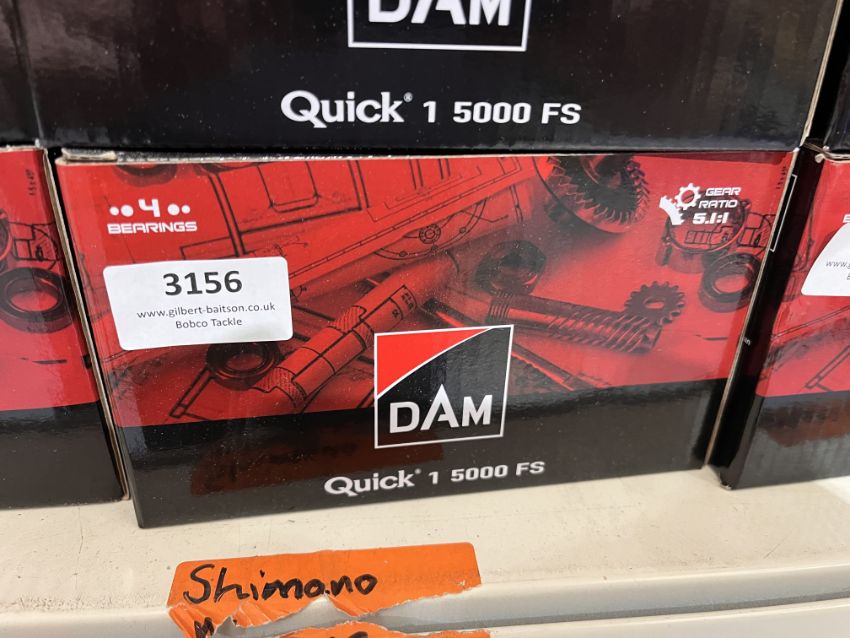 DAM
Quick® 1 5000 FS
•• 4 ••
BEARINGS
GEAR
RATIO
5.1:1
3156
www.gilbert-baitson.co.uk
Bobco Tackle
DAM
Quick® 1 5000 FS
www
B
Shimano
M